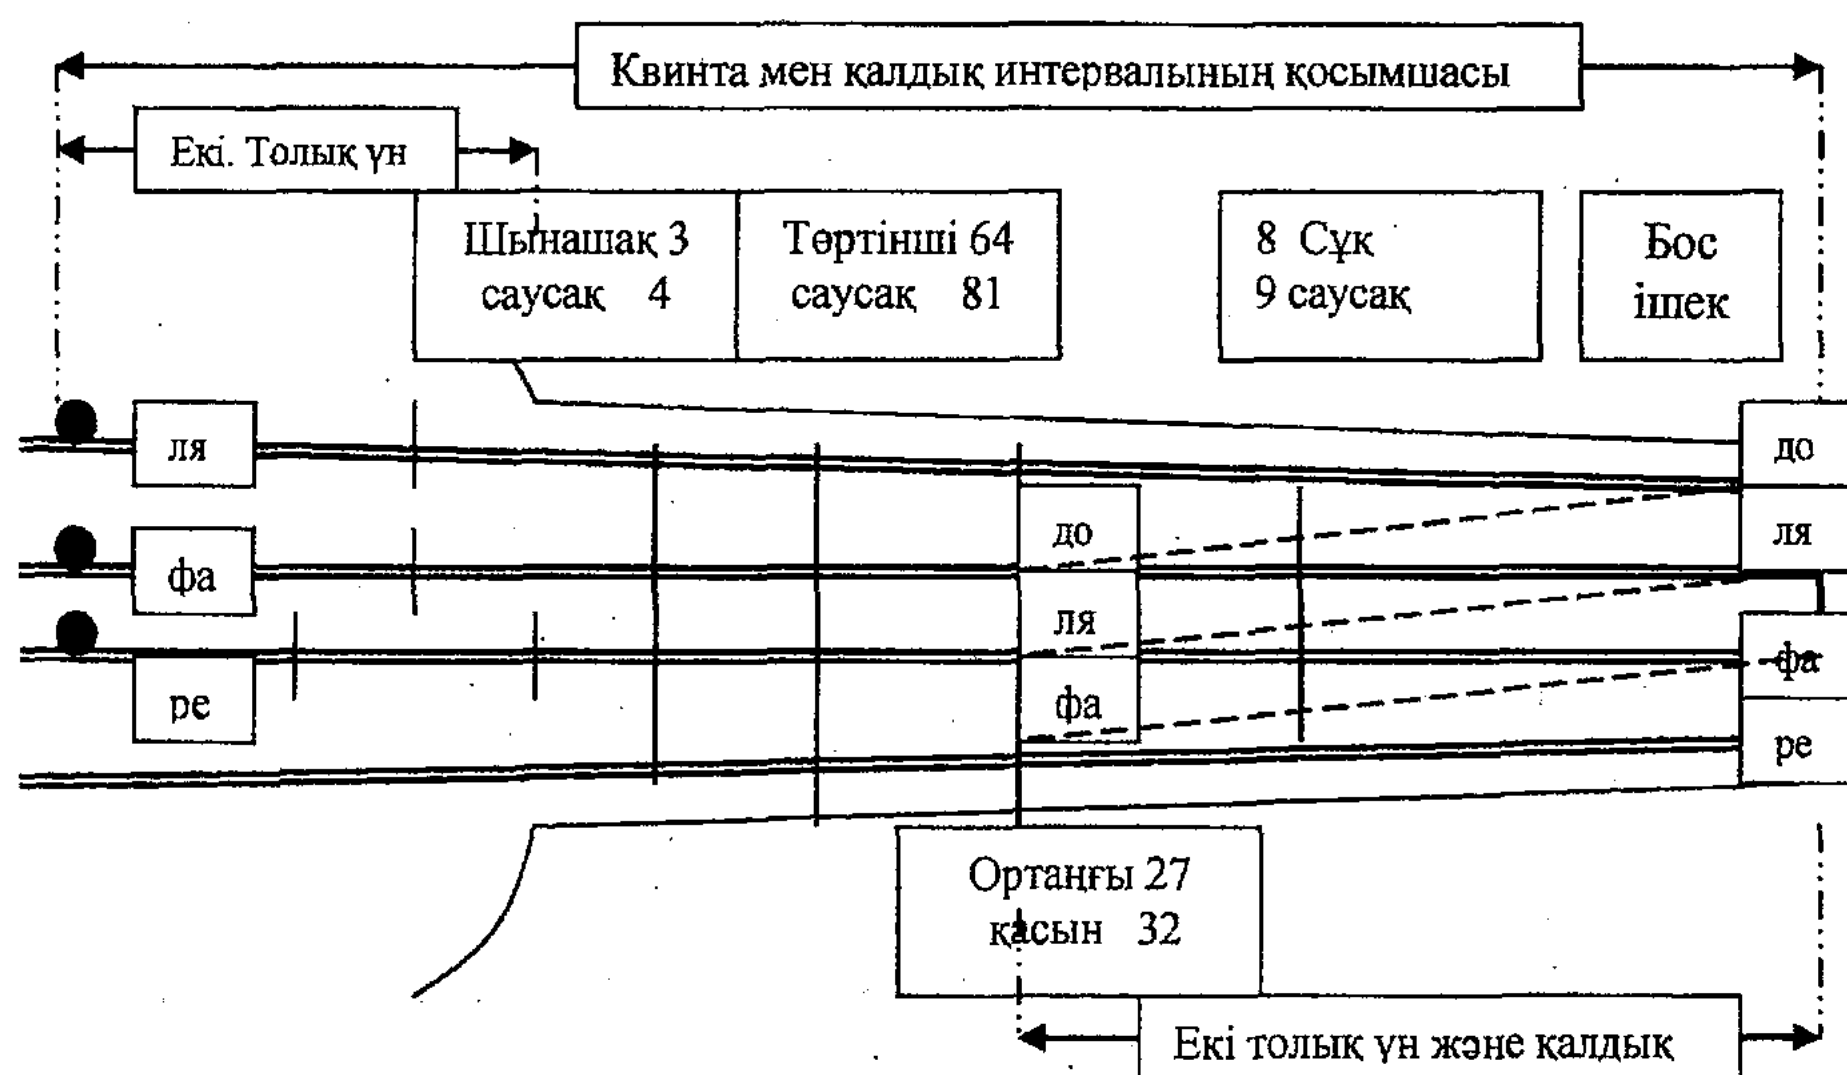 Квинта мен қалдық интервалының қосымшасы
Екі. Толық үн
Шынашақ 3
саусақ 4
Төртінші 64
саусақ 81
8 Сұқ
9 саусақ
Бос
ішек
ля
до
фа
до
ля
ре
ля
фа
фа
ре
Ортаңғы 27
қасын 32
Екі толық үн және қалдық